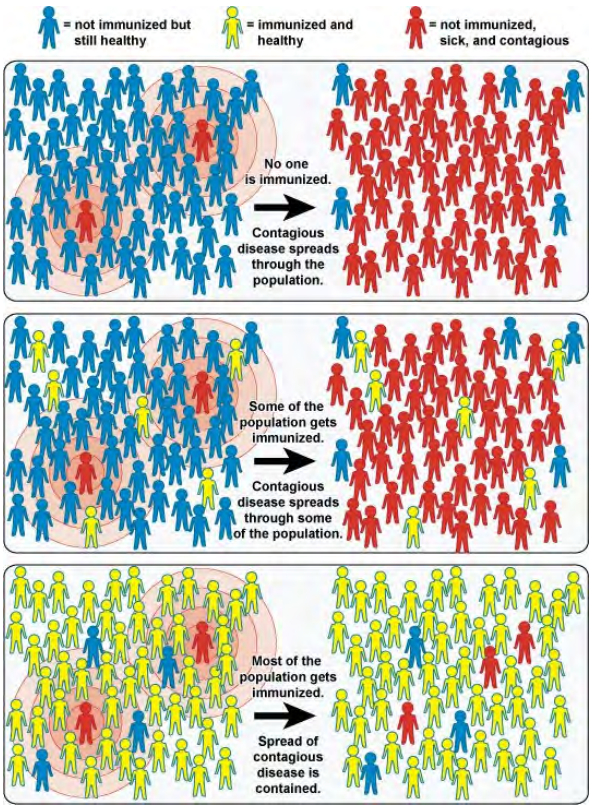 = not immunized but
still healthy
= immunized and
healthy
= not immunized,
sick, and contagious
No one
is immunized.
Contagious
disease spreads
through the
population.
Some of the
population gets
immunized.
Contagious
disease spreads
through some
of the population.
Most of the
population gets
immunized.
Spread of
contagious
disease is
contained.